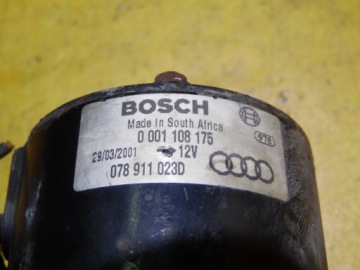 BOSCH
Made in South Africa
0 001 108 175
29/03/2001 12V
078 911 023D